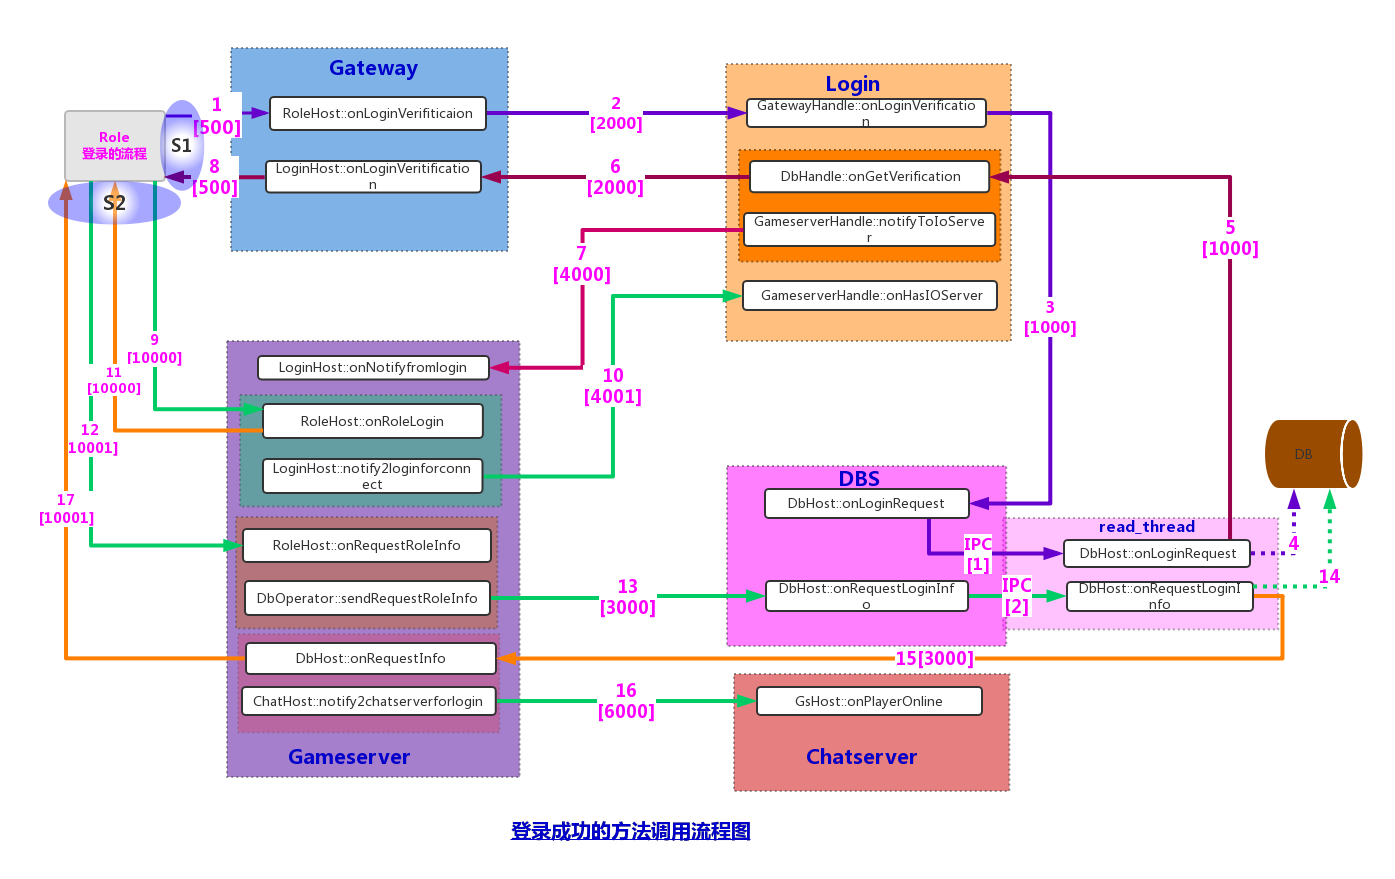 Gateway
Login
1
[500]
RoleHost::onLoginVerifiticaion
2
[2000]
GatewayHandle::onLoginVerificatio
n
Role
登录的流程
S1
8
[500]
LoginHost::onLoginVeritificatio
n
6
[2000]
DbHandle::onGetVerification
S2
GameserverHandle::notifyToIoServe
r
5
[1000]
7
[4000]
GameserverHandle::onHasIOServer
3
[1000]
9
[10000]
11
[10000]
LoginHost::onNotifyfromlogin
10
[4001]
RoleHost::onRoleLogin
12
10001]
LoginHost::notify2loginforconn
ect
DB
DBS
17
[10001]
DbHost::onLoginRequest
read_thread
RoleHost::onRequestRoleInfo
IPC
[1]
DbHost::onLoginRequest
4
DbOperator::sendRequestRoleInfo
13
[3000]
DbHost::onRequestLoginInf
o
IPC
[2]
DbHost::onRequestLoginI
nfo
14
DbHost::onRequestInfo
15[3000]
ChatHost::notify2chatserverforlogin
16
[6000]
GsHost::onPlayerOnline
Gameserver
Chatserver
登录成功的方法调用流程图